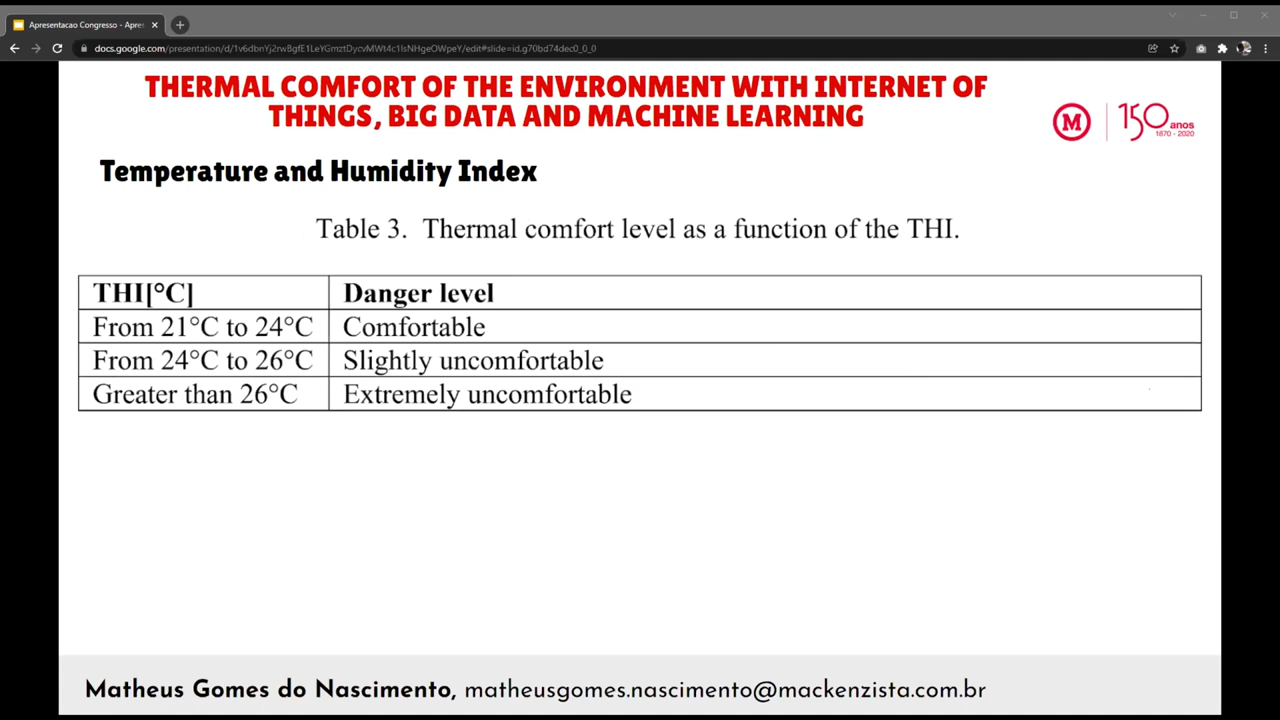 Apresentacao Congresso - Apres
docs.google.com/presentation/d/1v6dbnYj2rwBgfE1LeYGmztDycvMWt4c1IsNHgeOWpeY/edit#slide=id.g70bd74dec0_0_0
THERMAL COMFORT OF THE ENVIRONMENT WITH INTERNET OF
THINGS, BIG DATA AND MACHINE LEARNING
M 150 anos
1870 - 2020
Temperature and Humidity Index
Table 3. Thermal comfort level as a function of the THI.
THI[°C] Danger level
From 21°C to 24°C Comfortable
From 24°C to 26°C Slightly uncomfortable
Greater than 26°C Extremely uncomfortable
Matheus Gomes do Nascimento, matheusgomes.nascimento@mackenzista.com.br